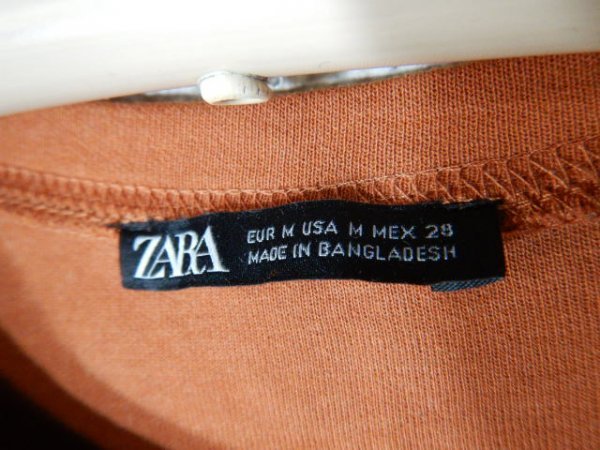 ZARA
EUR M USA M MEX 28
MADE IN BANGLADESH